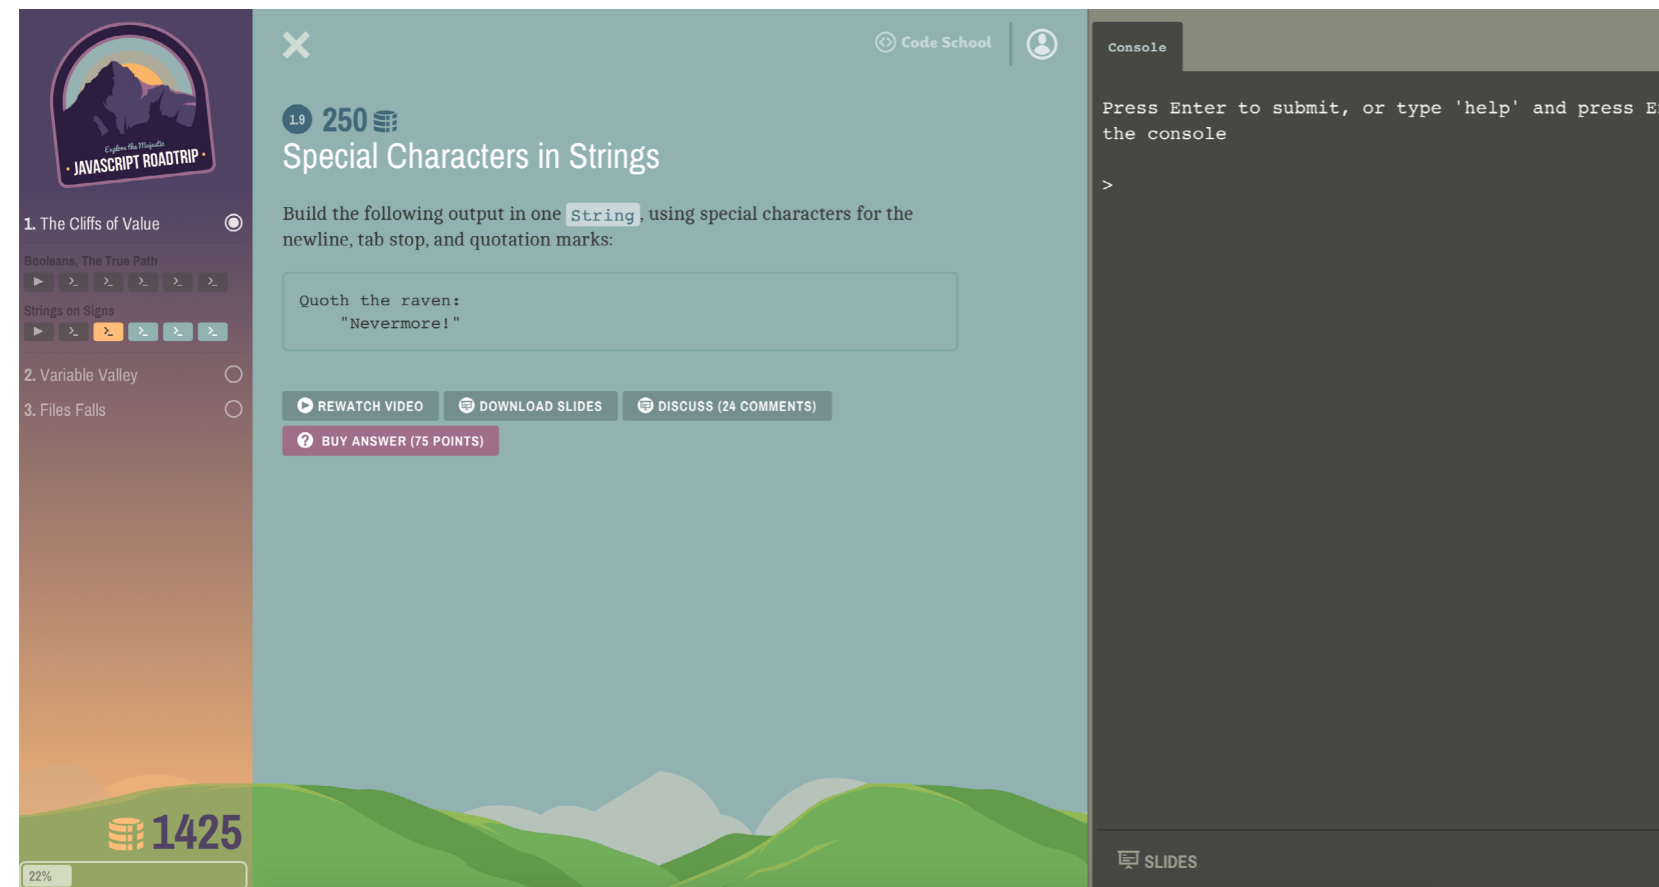 Explore the Majestic
• JAVASCRIPT ROADTRIP •
1. The Cliffs of Value
Booleans, The True Path
Strings on Signs
2. Variable Valley
3. Files Falls
1425
22%
Code School
1.9 250
Special Characters in Strings
Build the following output in one String, using special characters for the
newline, tab stop, and quotation marks:
Quoth the raven:
"Nevermore!"
REWATCH VIDEO DOWNLOAD SLIDES DISCUSS (24 COMMENTS)
? BUY ANSWER (75 POINTS)
Console
Press Enter to submit, or type 'help' and press E
the console
>
SLIDES